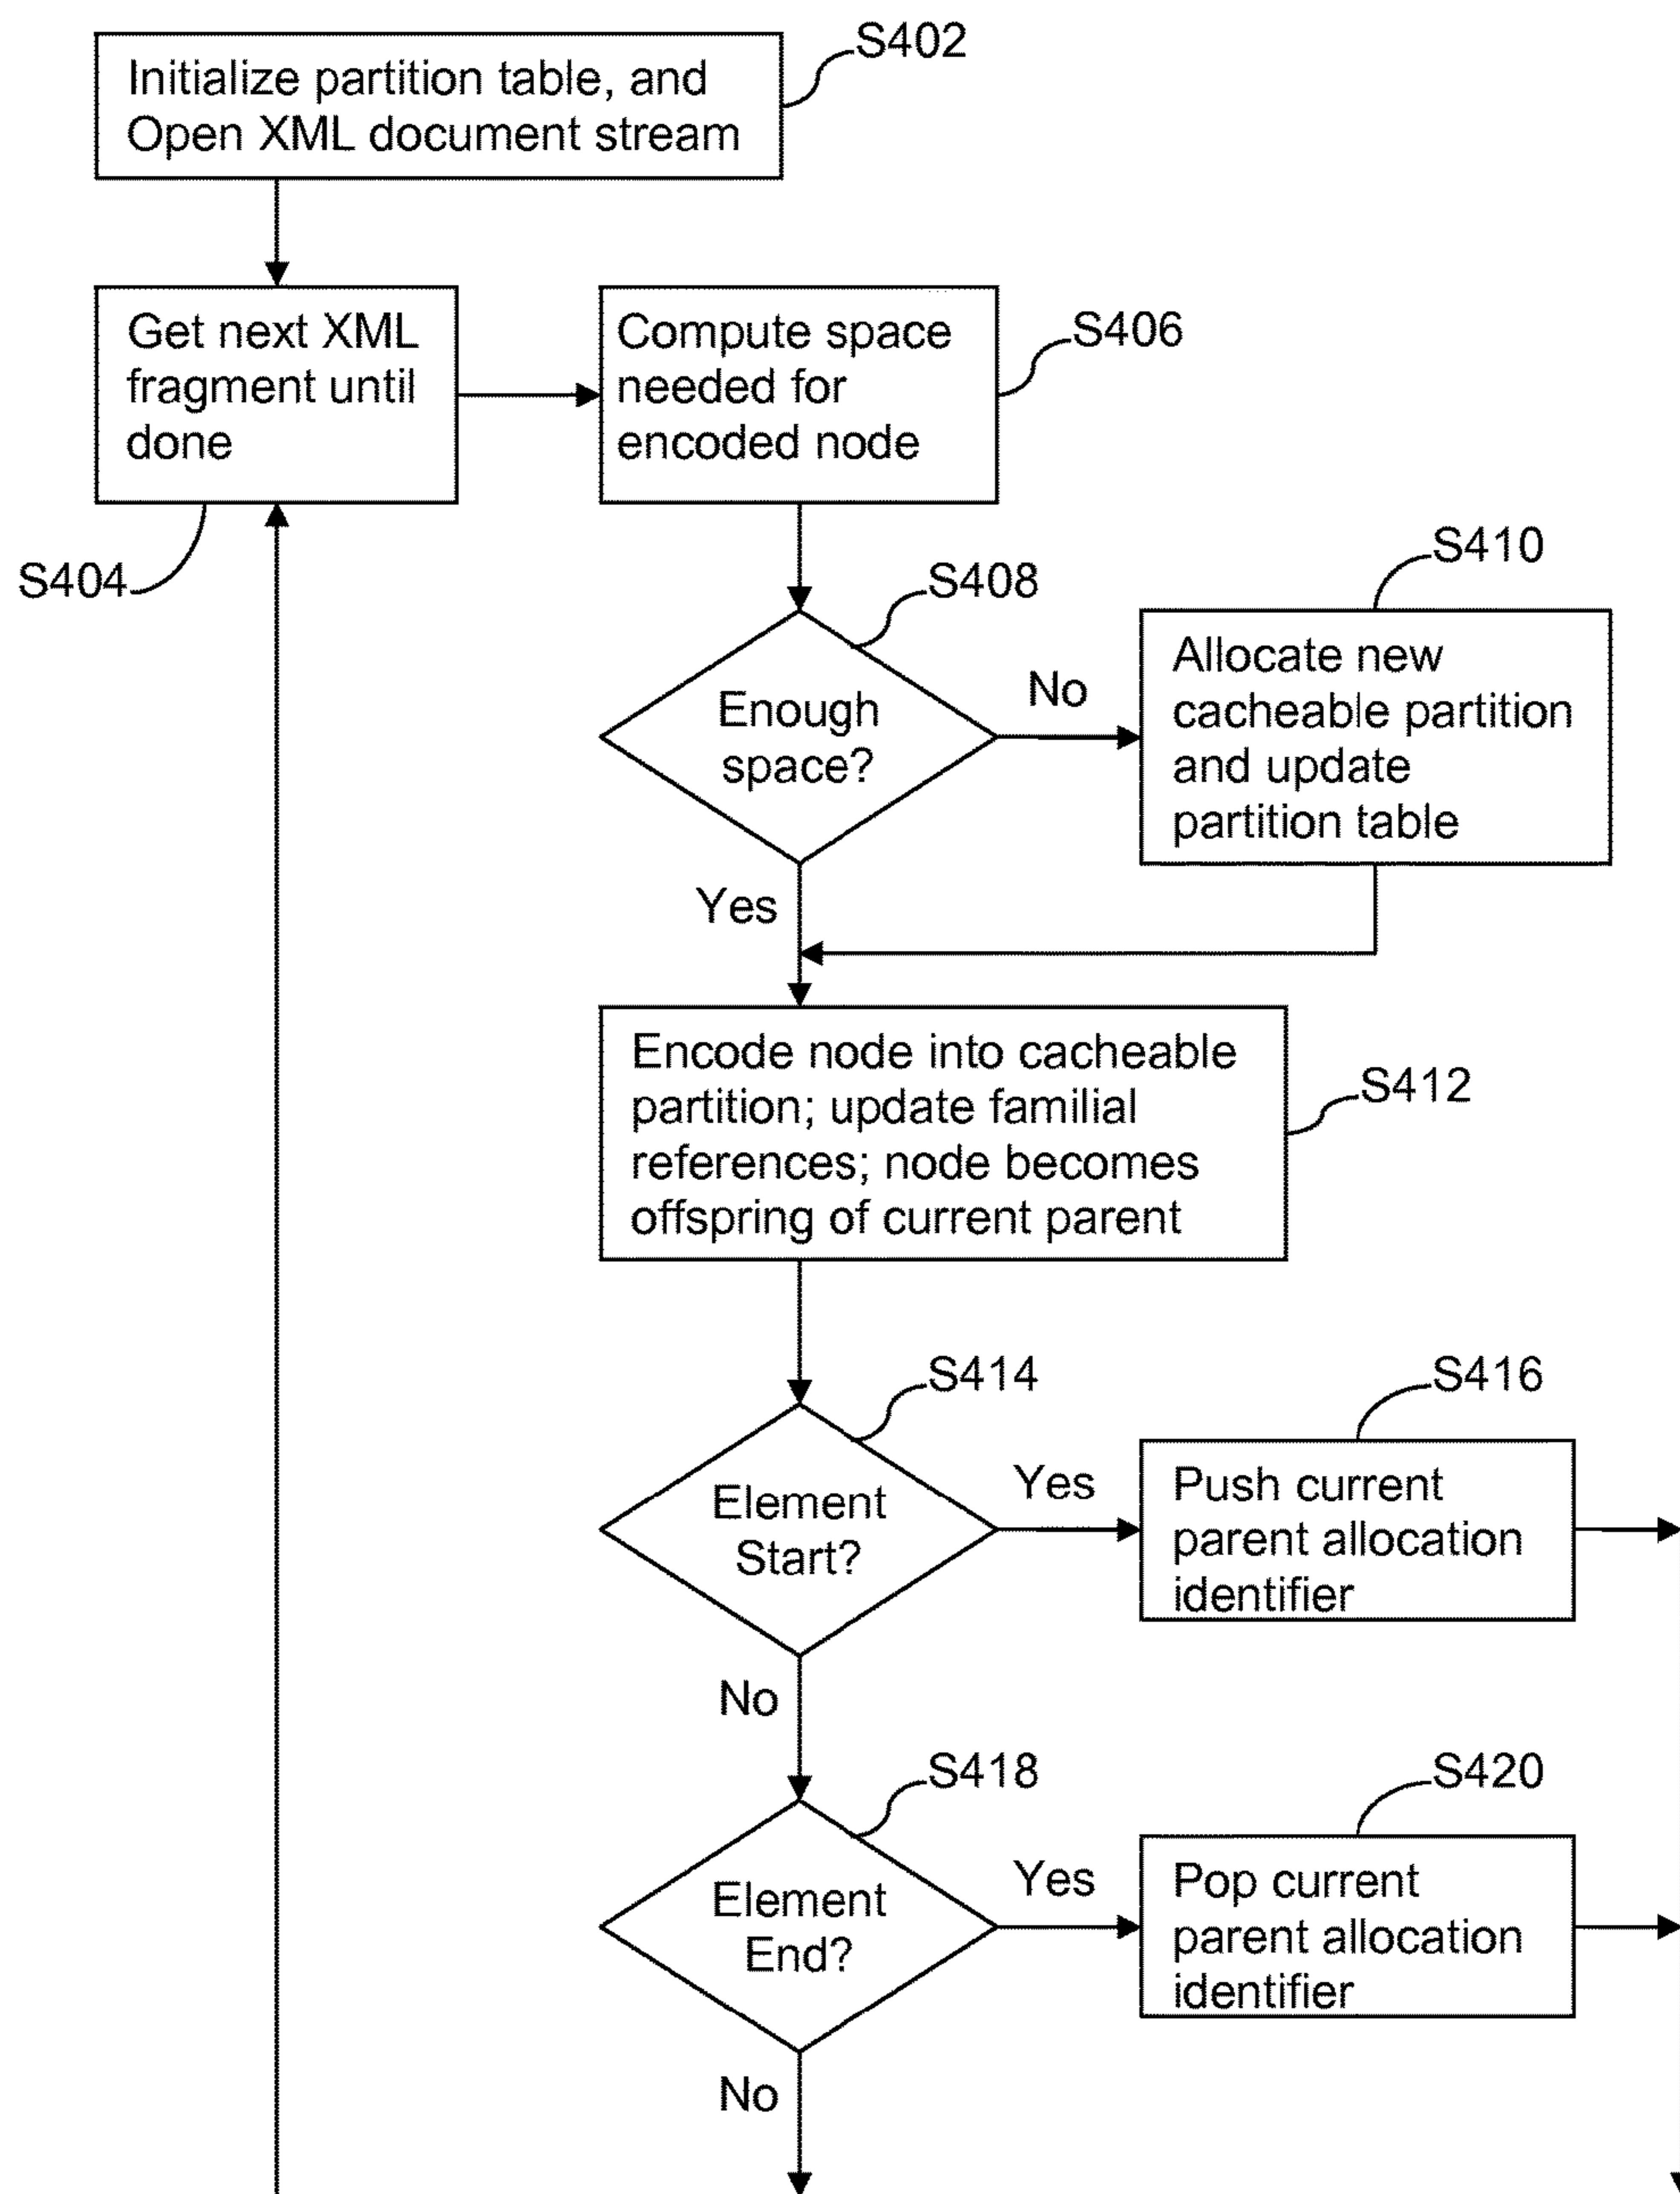 S402
Initialize partition table, and
Open XML document stream
Get next XML
fragment until
done
S404
Compute space
needed for
encoded node
S406
S408
Enough
space?
No
Yes
S410
Allocate new
cacheable partition
and update
partition table
Encode node into cacheable
partition; update familial
references; node becomes
offspring of current parent
S412
S414
Element
Start?
Yes
No
S416
Push current
parent allocation
identifier
S418
Element
End?
Yes
No
S420
Pop current
parent allocation
identifier